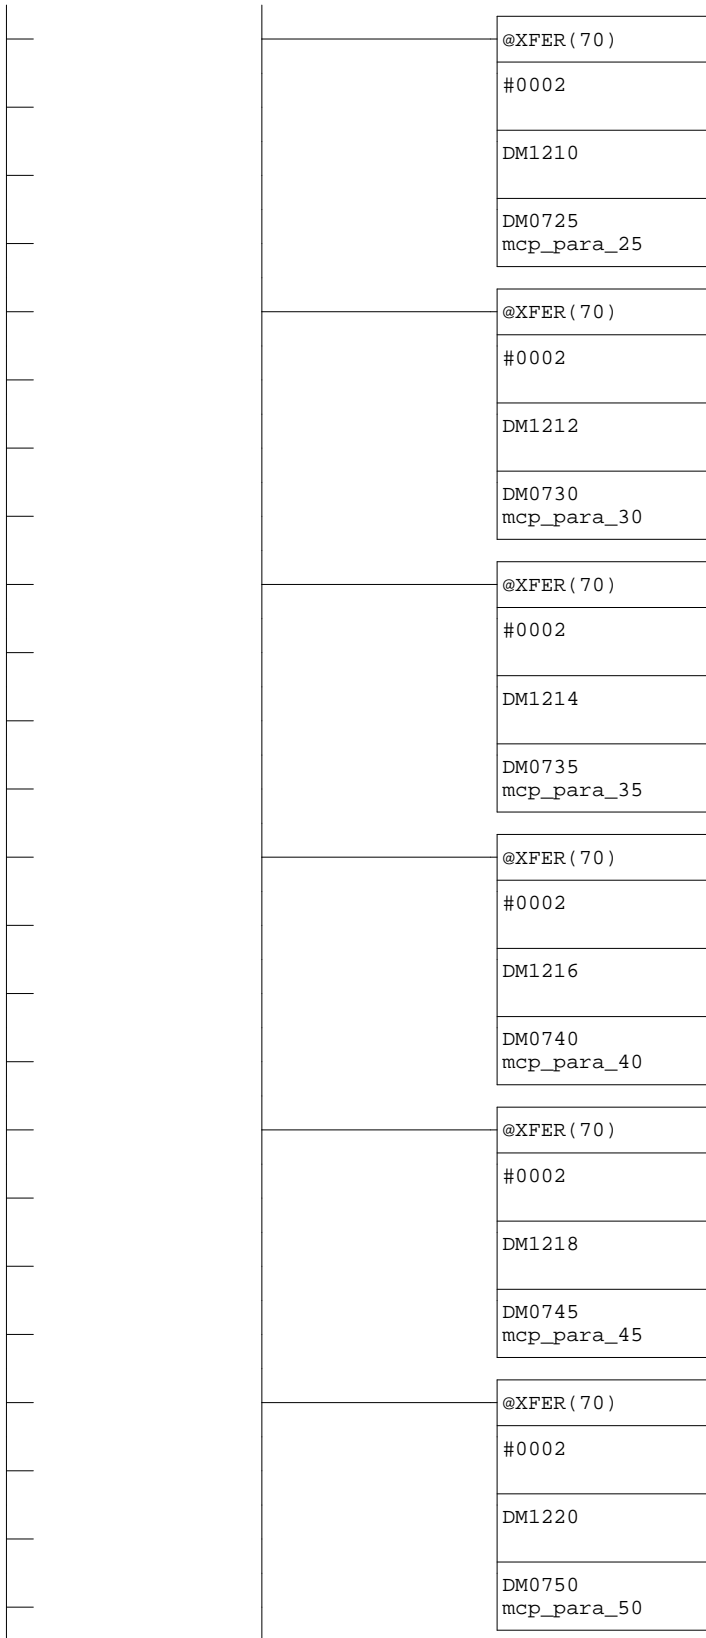 @XFER(70)
#0002
DM1210
DM0725
mcp_para_25
@XFER(70)
#0002
DM1212
DM0730
mcp_para_30
@XFER(70)
#0002
DM1214
DM0735
mcp_para_35
@XFER(70)
#0002
DM1216
DM0740
mcp_para_40
@XFER(70)
#0002
DM1218
DM0745
mcp_para_45
@XFER(70)
#0002
DM1220
DM0750
mcp_para_50